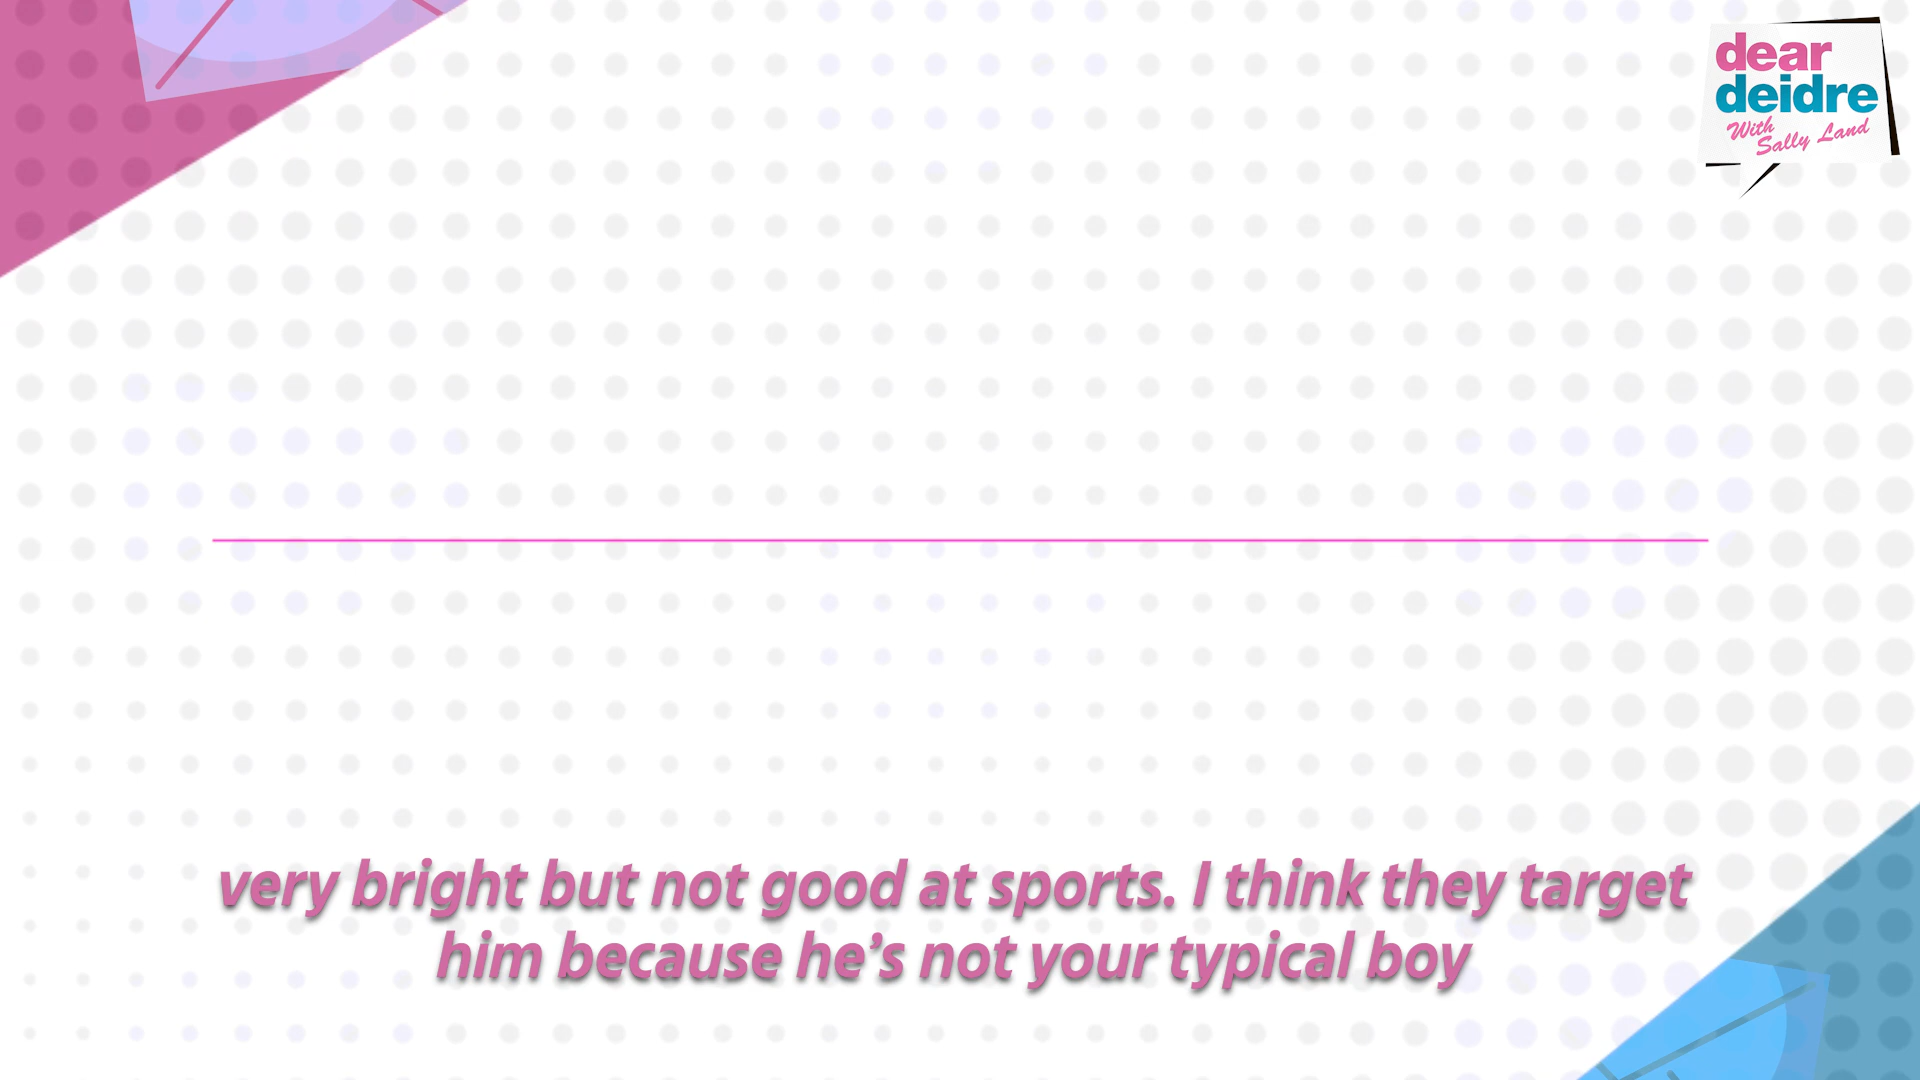 dear
deidre
With
Sally Land
very bright but not good at sports. I think they target
him because he’s not your typical boy